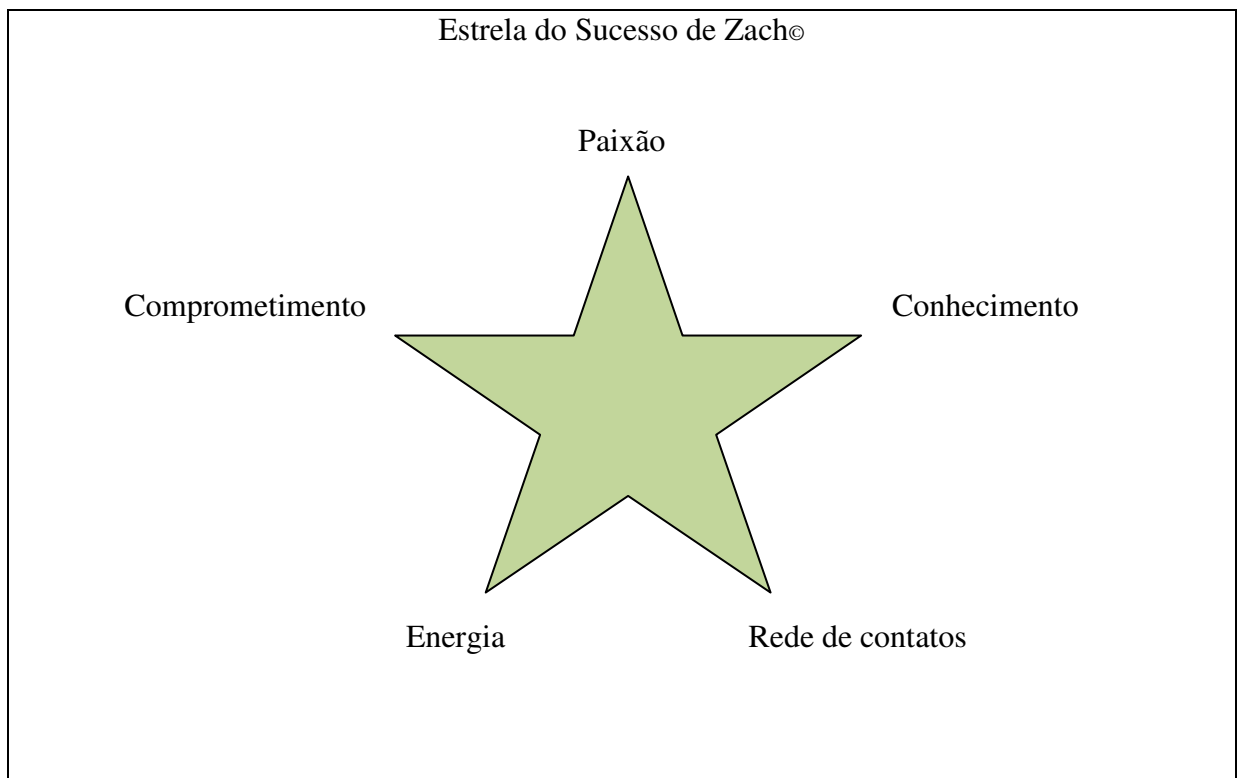 Estrela do Sucesso de Zach©
Paixão
Comprometimento
Conhecimento
Energia
Rede de contatos